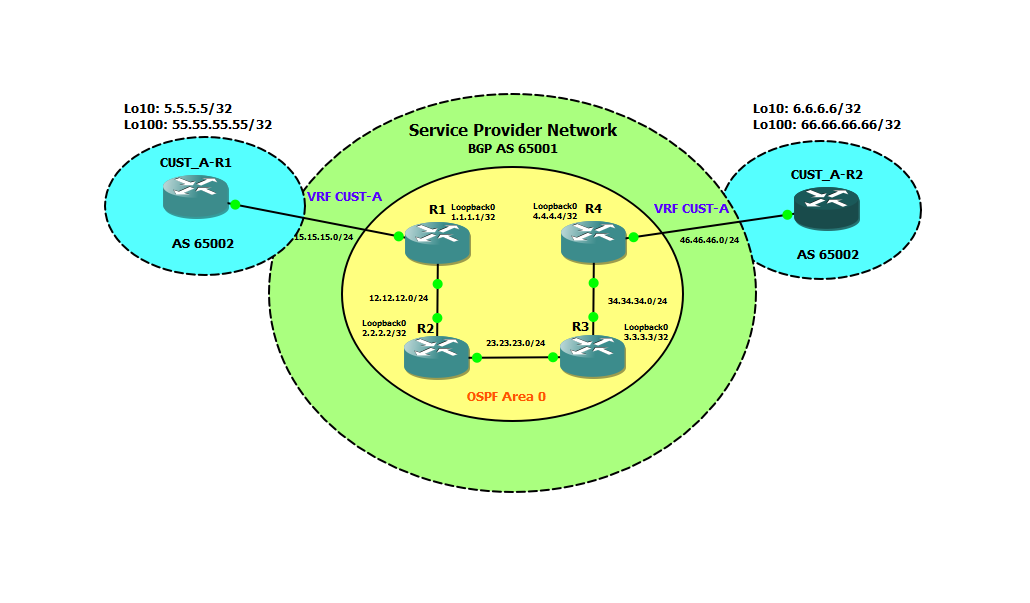 Lo10: 5.5.5.5/32
Lo100: 55.55.55.55/32
CUST_A-R1
AS 65002
VRF CUST-A
15.15.15.0/24
Service Provider Network
BGP AS 65001
R1
Loopback0
1.1.1.1/32
Loopback0
4.4.4.4/32
R4
12.12.12.0/24
34.34.34.0/24
Loopback0
2.2.2.2/32
R2
23.23.23.0/24
R3
Loopback0
3.3.3.3/32
OSPF Area 0
Lo10: 6.6.6.6/32
Lo100: 66.66.66.66/32
CUST_A-R2
VRF CUST-A
46.46.46.0/24
AS 65002